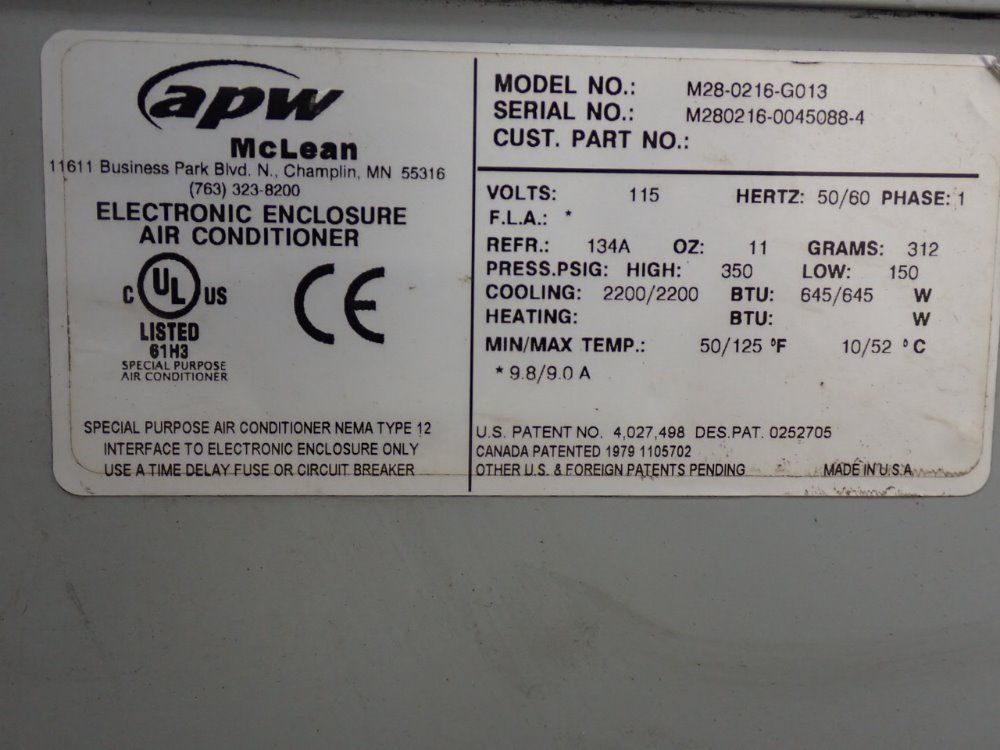 apw
McLean
11611 Business Park Blvd. N., Champlin, MN 55316
(763) 323-8200
ELECTRONIC ENCLOSURE
AIR CONDITIONER
C UL US
LISTED
61H3
SPECIAL PURPOSE
AIR CONDITIONER
CE
SPECIAL PURPOSE AIR CONDITIONER NEMA TYPE 12
INTERFACE TO ELECTRONIC ENCLOSURE ONLY
USE A TIME DELAY FUSE OR CIRCUIT BREAKER
MODEL NO.: M28-0216-G013
SERIAL NO.: M280216-0045088-4
CUST. PART NO.:
VOLTS: 115 HERTZ: 50/60 PHASE: 1
F.L.A.: *
REFR.: 134A OZ: 11 GRAMS: 312
PRESS.PSIG: HIGH: 350 LOW: 150
COOLING: 2200/2200 BTU: 645/645 W
HEATING: BTU: W
MIN/MAX TEMP.: 50/125 °F 10/52 °C
* 9.8/9.0 A
U.S. PATENT NO. 4,027,498 DES.PAT. 0252705
CANADA PATENTED 1979 1105702
OTHER U.S. & FOREIGN PATENTS PENDING MADE IN U.S.A.